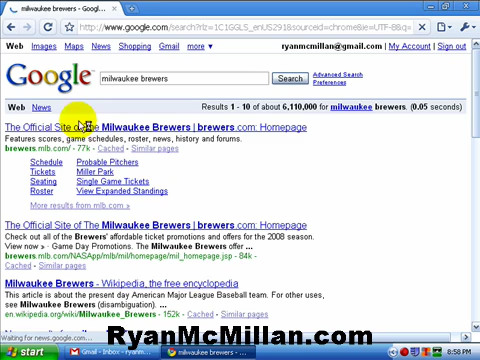 milwaukee brewers - Goog...
http://www.google.com/search?rlz=1C1GGLS_enUS291&sourceid=chrome&ie=UTF-8&q=
Web Images Maps News Shopping Gmail more ▼ ryanmcmillan@gmail.com | My Account | Sign out
Google
milwaukee brewers
Search
Advanced Search
Preferences
Web News Results 1 - 10 of about 6,110,000 for milwaukee brewers. (0.05 seconds)
The Official Site of The Milwaukee Brewers | brewers.com: Homepage
Features scores, game schedules, roster, news, history and forums.
brewers.mlb.com/ - 77k - Cached - Similar pages
Schedule Probable Pitchers
Tickets Miller Park
Seating Single Game Tickets
Roster View Expanded Standings
More results from mlb.com »
The Official Site of The Milwaukee Brewers | brewers.com: Homepage
Check out all of the Brewers' affordable ticket promotions and offers for the 2008 season.
View now » · Game Day Promotions. The Milwaukee Brewers offer ...
brewers.mlb.com/NASApp/mlb/mil/homepage/mil_homepage.jsp - 84k -
Cached - Similar pages
Milwaukee Brewers - Wikipedia, the free encyclopedia
This article is about the present day American Major League Baseball team. For other uses,
see Milwaukee Brewers (disambiguation). ...
en.wikipedia.org/wiki/Milwaukee_Brewers - 152k - Cached - Similar pages
Waiting for news.google.com...
RyanMcMillan.com
start Gmail - Inbox - ryanm... milwaukee brewers - ... 8:58 PM